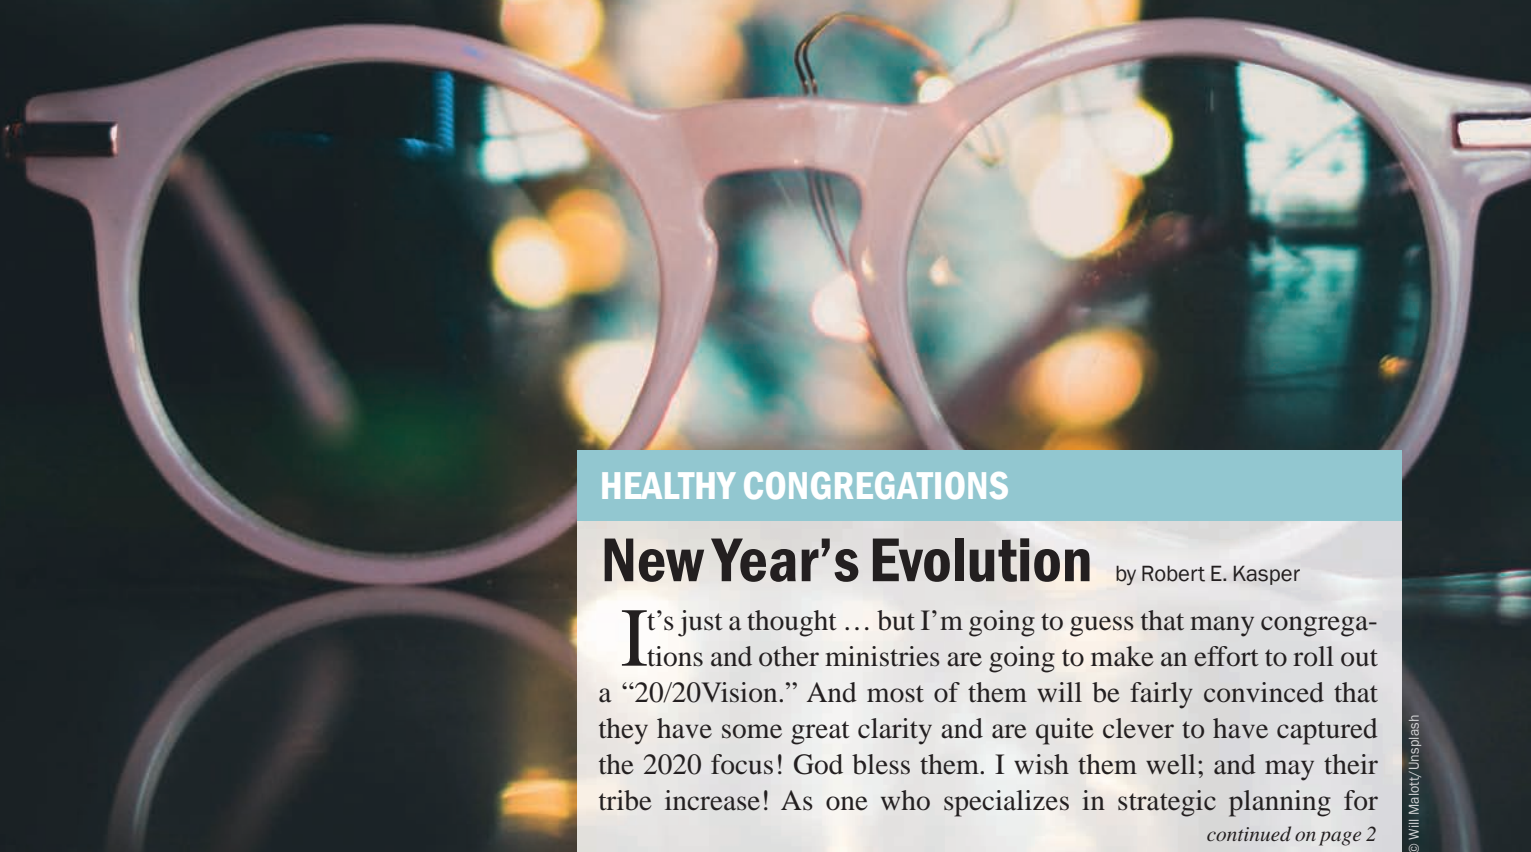 HEALTHY CONGREGATIONS
New Year’s Evolution by Robert E. Kasper
It’s just a thought … but I’m going to guess that many congrega-
tions and other ministries are going to make an effort to roll out
a “20/20Vision.” And most of them will be fairly convinced that
they have some great clarity and are quite clever to have captured
the 2020 focus! God bless them. I wish them well; and may their
tribe increase! As one who specializes in strategic planning for
continued on page 2
© Will Malott/Unsplash